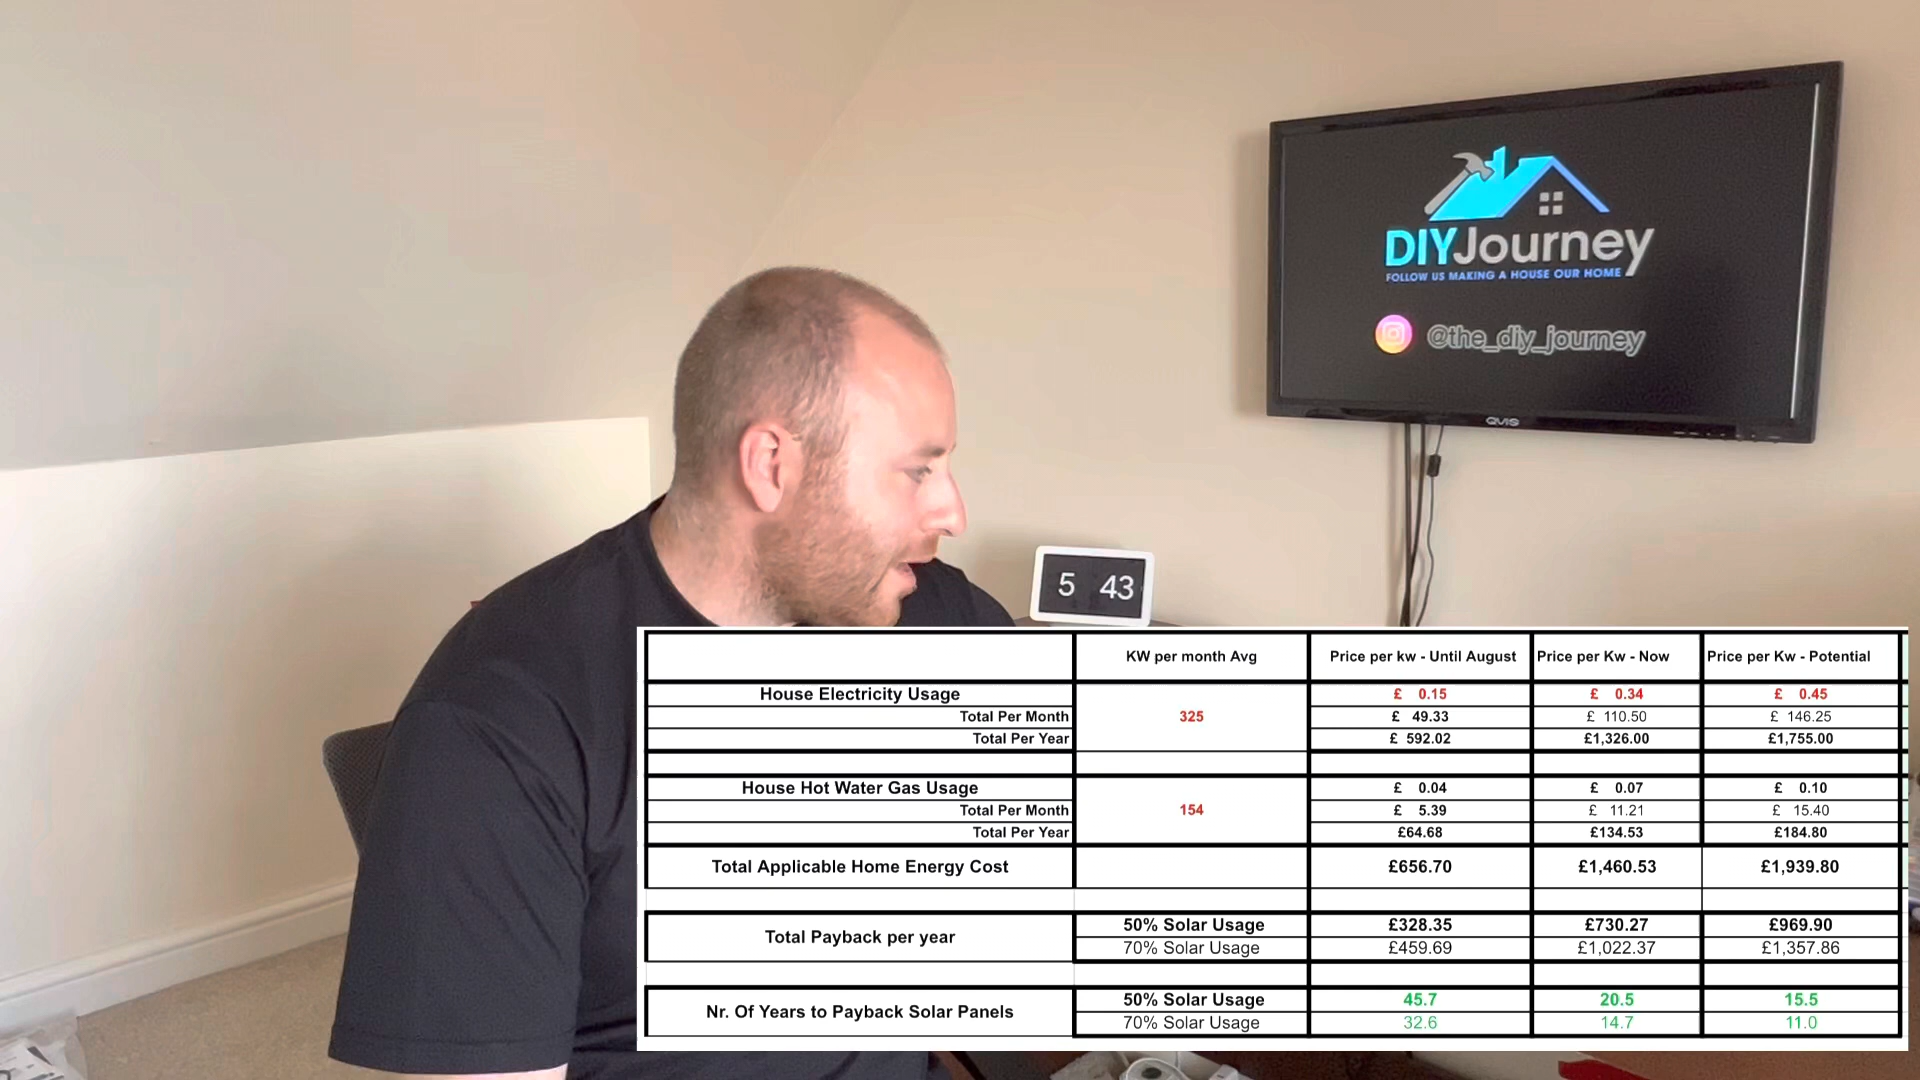 DIYJourney
FOLLOW US MAKING A HOUSE OUR HOME
@the_diy_journey
QVIS
5 43
KW per month Avg Price per kw - Until August Price per Kw - Now Price per Kw - Potential
House Electricity Usage £ 0.15 £ 0.34 £ 0.45
Total Per Month 325 £ 49.33 £ 110.50 £ 146.25
Total Per Year £ 592.02 £1,326.00 £1,755.00
House Hot Water Gas Usage £ 0.04 £ 0.07 £ 0.10
Total Per Month 154 £ 5.39 £ 11.21 £ 15.40
Total Per Year £64.68 £134.53 £184.80
Total Applicable Home Energy Cost £656.70 £1,460.53 £1,939.80
Total Payback per year 50% Solar Usage £328.35 £730.27 £969.90
70% Solar Usage £459.69 £1,022.37 £1,357.86
Nr. Of Years to Payback Solar Panels 50% Solar Usage 45.7 20.5 15.5
70% Solar Usage 32.6 14.7 11.0